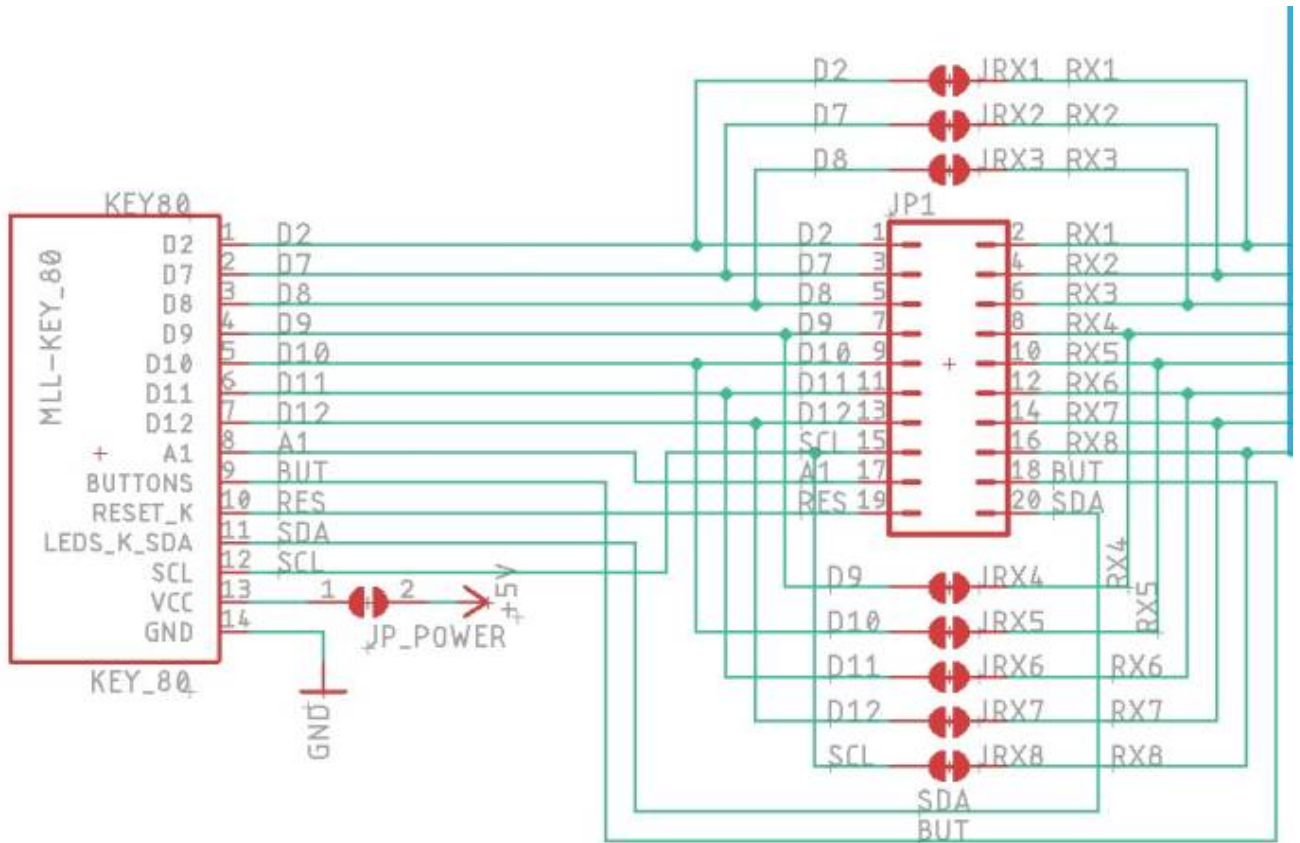 D2 JRX1 RX1
D7 JRX2 RX2
D8 JRX3 RX3
KEY80 JP1
D2 1 D2 D2 1 2 RX1
D7 2 D7 D7 3 4 RX2
D8 3 D8 D8 5 6 RX3
D9 4 D9 7 8 RX4
D10 5 D10 D10 9 10 RX5
D11 6 D11 D11 11 12 RX6
D12 7 D12 D12 13 14 RX7
A1 8 A1 SCL 15 16 RX8
BUTTONS 9 BUT A1 17 18 BUT
RESET_K 10 RES RES 19 20 SDA
LEDS_K_SDA 11 SDA
SCL 12 SCL
VCC 13 1 2 +5V
GND 14 JP_POWER
MLL-KEY_80
KEY_80
GND
D9 JRX4 RX4
D10 JRX5 RX5
D11 JRX6 RX6
D12 JRX7 RX7
SCL JRX8 RX8
SDA
BUT